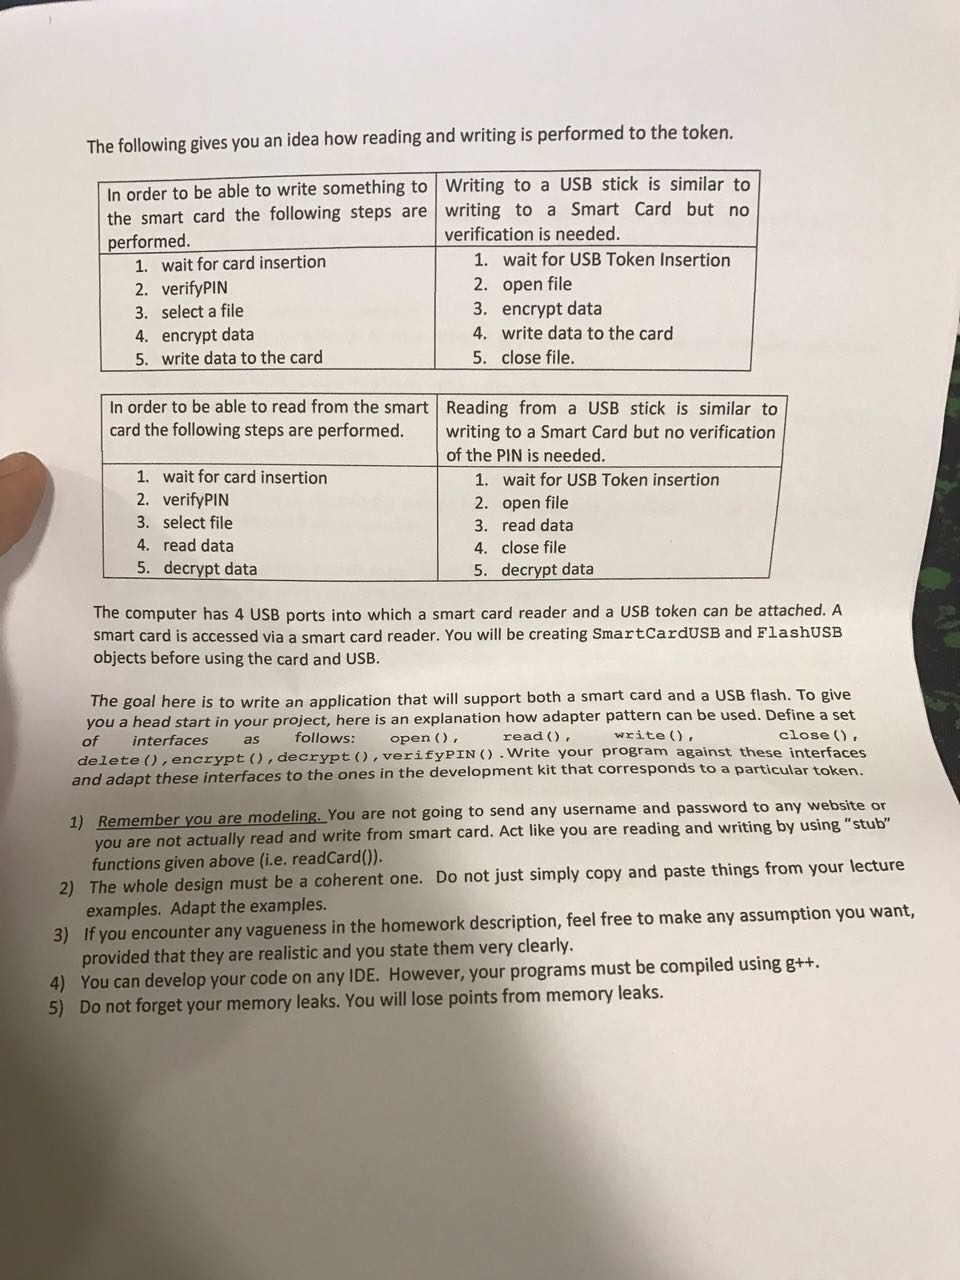 The following gives you an idea how reading and writing is performed to the token.
In order to be able to write something to
the smart card the following steps are
performed.
Writing to a USB stick is similar to
writing to a Smart Card but no
verification is needed.
1. wait for card insertion
2. verifyPIN
3. select a file
4. encrypt data
5. write data to the card
1. wait for USB Token Insertion
2. open file
3. encrypt data
4. write data to the card
5. close file.
In order to be able to read from the smart
card the following steps are performed.
Reading from a USB stick is similar to
writing to a Smart Card but no verification
of the PIN is needed.
1. wait for card insertion
2. verifyPIN
3. select file
4. read data
5. decrypt data
1. wait for USB Token insertion
2. open file
3. read data
4. close file
5. decrypt data
The computer has 4 USB ports into which a smart card reader and a USB token can be attached. A
smart card is accessed via a smart card reader. You will be creating SmartCardUSB and FlashUSB
objects before using the card and USB.
The goal here is to write an application that will support both a smart card and a USB flash. To give
you a head start in your project, here is an explanation how adapter pattern can be used. Define a set
of interfaces as follows: open(), read(), write(), close(),
delete(), encrypt(), decrypt(), verifyPIN(). Write your program against these interfaces
and adapt these interfaces to the ones in the development kit that corresponds to a particular token.
1) Remember you are modeling. You are not going to send any username and password to any website or
you are not actually read and write from smart card. Act like you are reading and writing by using "stub"
functions given above (i.e. readCard()).
2) The whole design must be a coherent one. Do not just simply copy and paste things from your lecture
examples. Adapt the examples.
3) If you encounter any vagueness in the homework description, feel free to make any assumption you want,
provided that they are realistic and you state them very clearly.
4) You can develop your code on any IDE. However, your programs must be compiled using g++.
5) Do not forget your memory leaks. You will lose points from memory leaks.